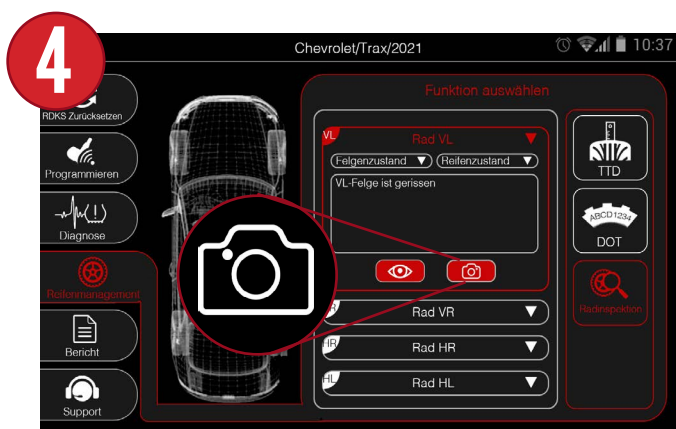 4
Chevrolet/Trax/2021
10:37
RDKS Zurücksetzen
Programmieren
Diagnose
Reifenmanagement
Bericht
Support
Funktion auswählen
VL
Rad VL
Felgenzustand
Reifenzustand
VL-Felge ist gerissen
Rad VR
HR
Rad HR
HL
Rad HL
TTD
ABCD1234
DOT
Radinspektion